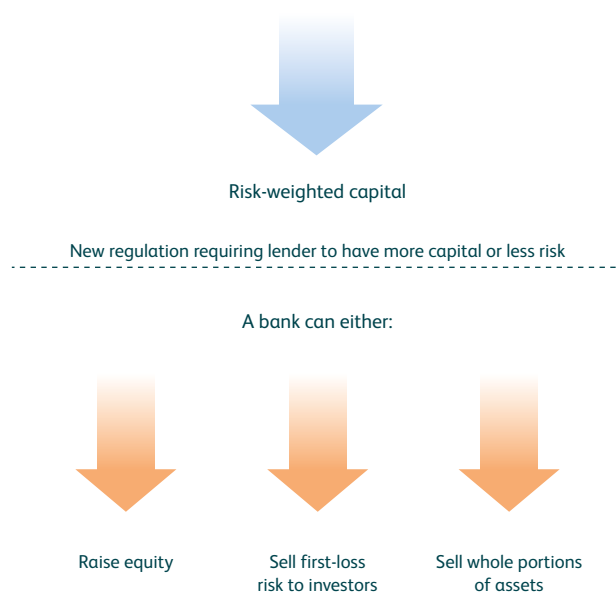 Risk-weighted capital
New regulation requiring lender to have more capital or less risk
A bank can either:
Raise equity
Sell first-loss
risk to investors
Sell whole portions
of assets